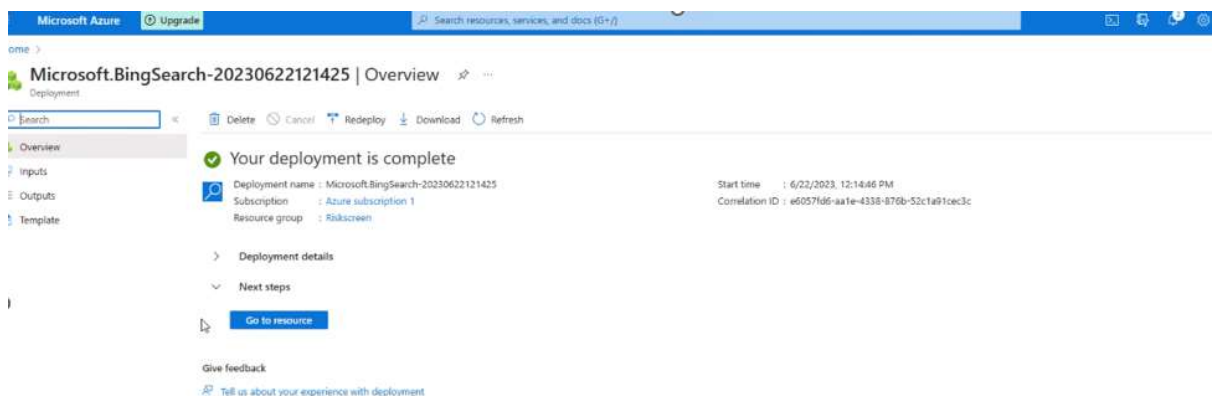 Microsoft Azure
Upgrade
Search resources, services, and docs (G+/)
ome >
Microsoft.BingSearch-20230622121425 | Overview
Deployment
Search
Delete Cancel Redeploy Download Refresh
Overview
Inputs
Outputs
Template
Your deployment is complete
Deployment name : Microsoft.BingSearch-20230622121425
Subscription : Azure subscription 1
Resource group : Riskscreen
Start time : 6/22/2023, 12:14:46 PM
Correlation ID : e6057fd6-aa1e-4338-876b-52c1a91cec3c
Deployment details
Next steps
Go to resource
Give feedback
Tell us about your experience with deployment